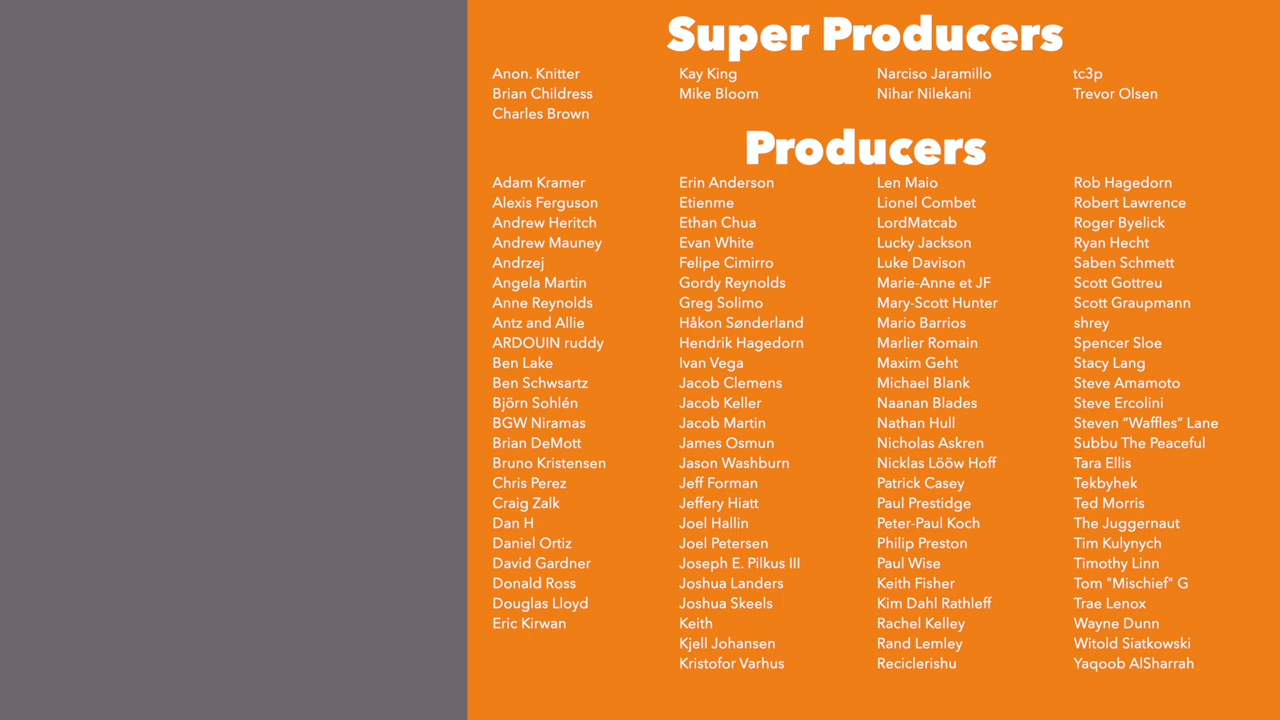 Super Producers
Anon. Knitter
Brian Childress
Charles Brown
Kay King
Mike Bloom
Narciso Jaramillo
Nihar Nilekani
tc3p
Trevor Olsen
Producers
Adam Kramer
Alexis Ferguson
Andrew Heritch
Andrew Mauney
Andrzej
Angela Martin
Anne Reynolds
Antz and Allie
ARDOUIN ruddy
Ben Lake
Ben Schwsartz
Björn Sohlén
BGW Niramas
Brian DeMott
Bruno Kristensen
Chris Perez
Craig Zalk
Dan H
Daniel Ortiz
David Gardner
Donald Ross
Douglas Lloyd
Eric Kirwan
Erin Anderson
Etienme
Ethan Chua
Evan White
Felipe Cimirro
Gordy Reynolds
Greg Solimo
Håkon Sønderland
Hendrik Hagedorn
Ivan Vega
Jacob Clemens
Jacob Keller
Jacob Martin
James Osmun
Jason Washburn
Jeff Forman
Jeffery Hiatt
Joel Hallin
Joel Petersen
Joseph E. Pilkus III
Joshua Landers
Joshua Skeels
Keith
Kjell Johansen
Kristofor Varhus
Len Maio
Lionel Combet
LordMatcab
Lucky Jackson
Luke Davison
Marie-Anne et JF
Mary-Scott Hunter
Mario Barrios
Marlier Romain
Maxim Geht
Michael Blank
Naanan Blades
Nathan Hull
Nicholas Askren
Nicklas Lööw Hoff
Patrick Casey
Paul Prestidge
Peter-Paul Koch
Philip Preston
Paul Wise
Keith Fisher
Kim Dahl Rathleff
Rachel Kelley
Rand Lemley
Reciclerishu
Rob Hagedorn
Robert Lawrence
Roger Byelick
Ryan Hecht
Saben Schmett
Scott Gottreu
Scott Graupmann
shrey
Spencer Sloe
Stacy Lang
Steve Amamoto
Steve Ercolini
Steven “Waffles” Lane
Subbu The Peaceful
Tara Ellis
Tekbyhek
Ted Morris
The Juggernaut
Tim Kulynych
Timothy Linn
Tom "Mischief" G
Trae Lenox
Wayne Dunn
Witold Siatkowski
Yaqoob AlSharrah